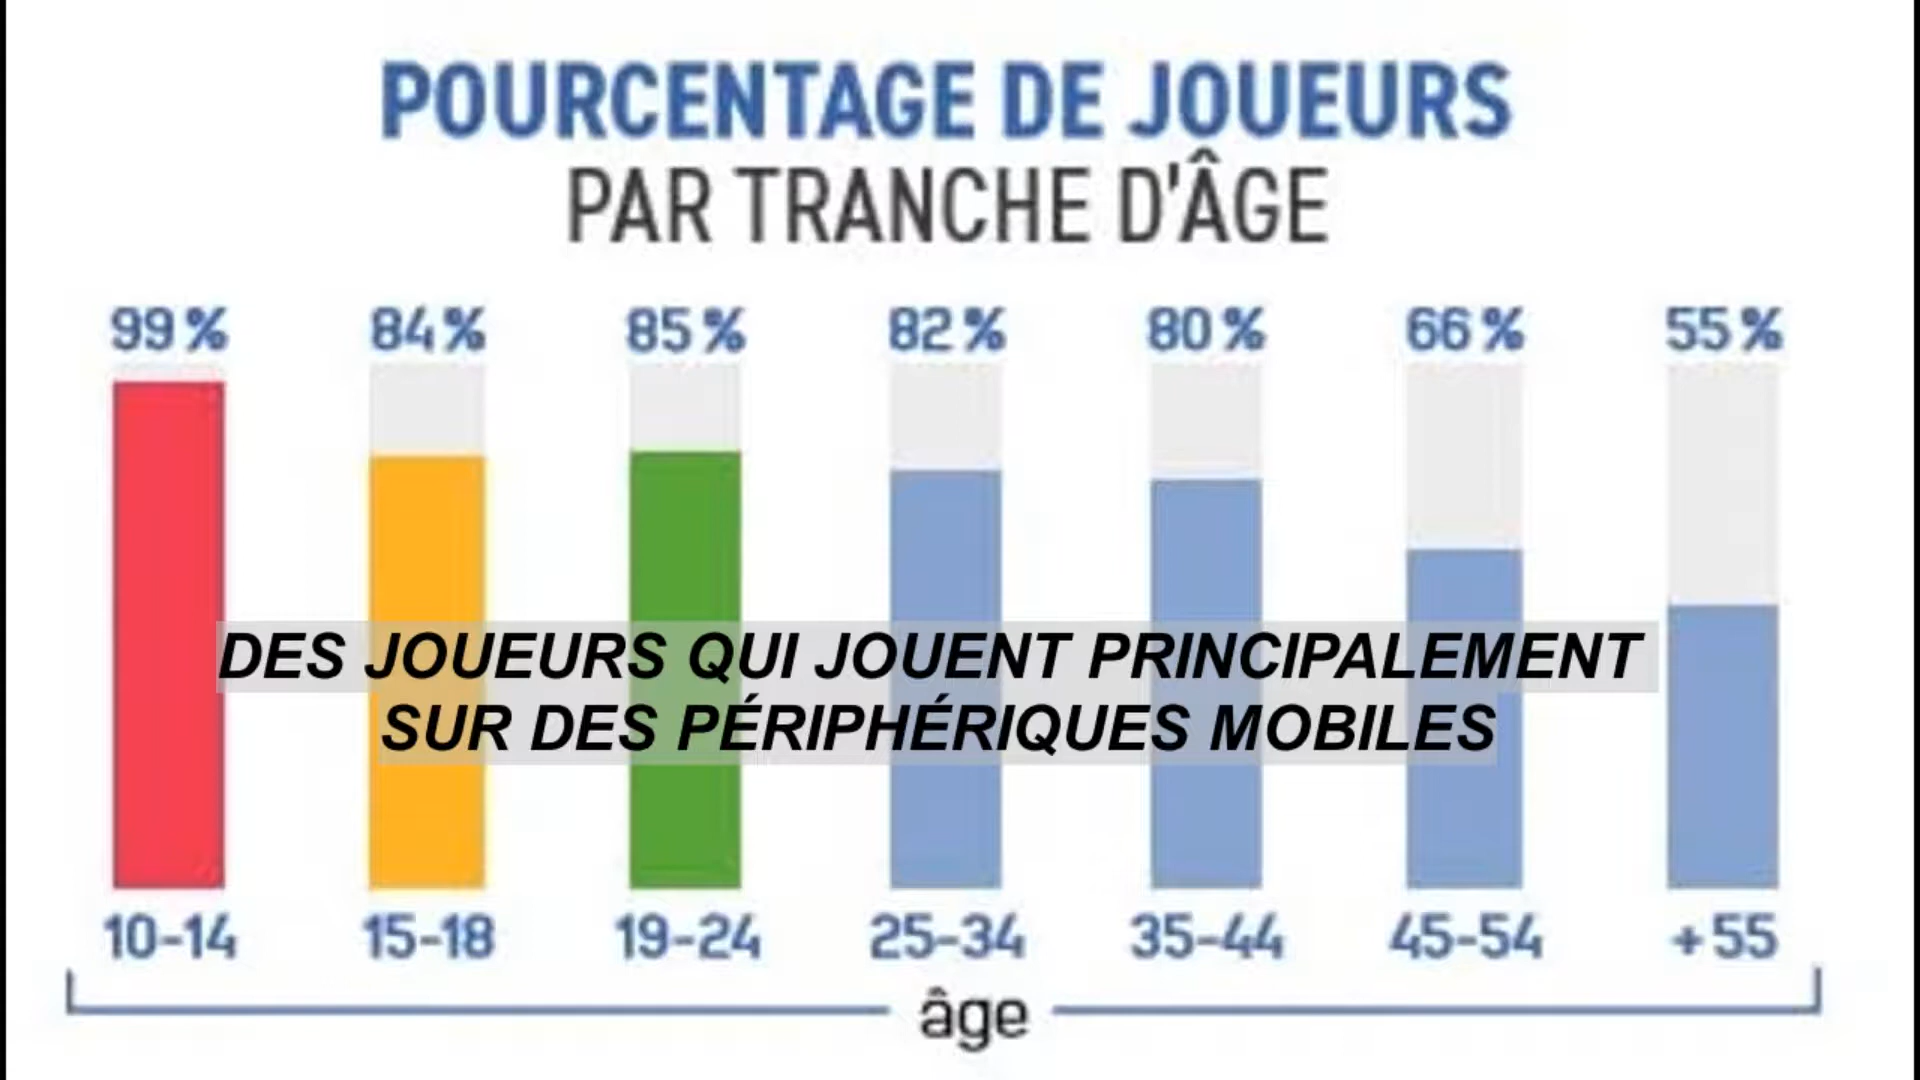 POURCENTAGE DE JOUEURS
PAR TRANCHE D'ÂGE
99 % 84 % 85 % 82 % 80 % 66 % 55 %
DES JOUEURS QUI JOUENT PRINCIPALEMENT
SUR DES PÉRIPHÉRIQUES MOBILES
10-14 15-18 19-24 25-34 35-44 45-54 +55
âge